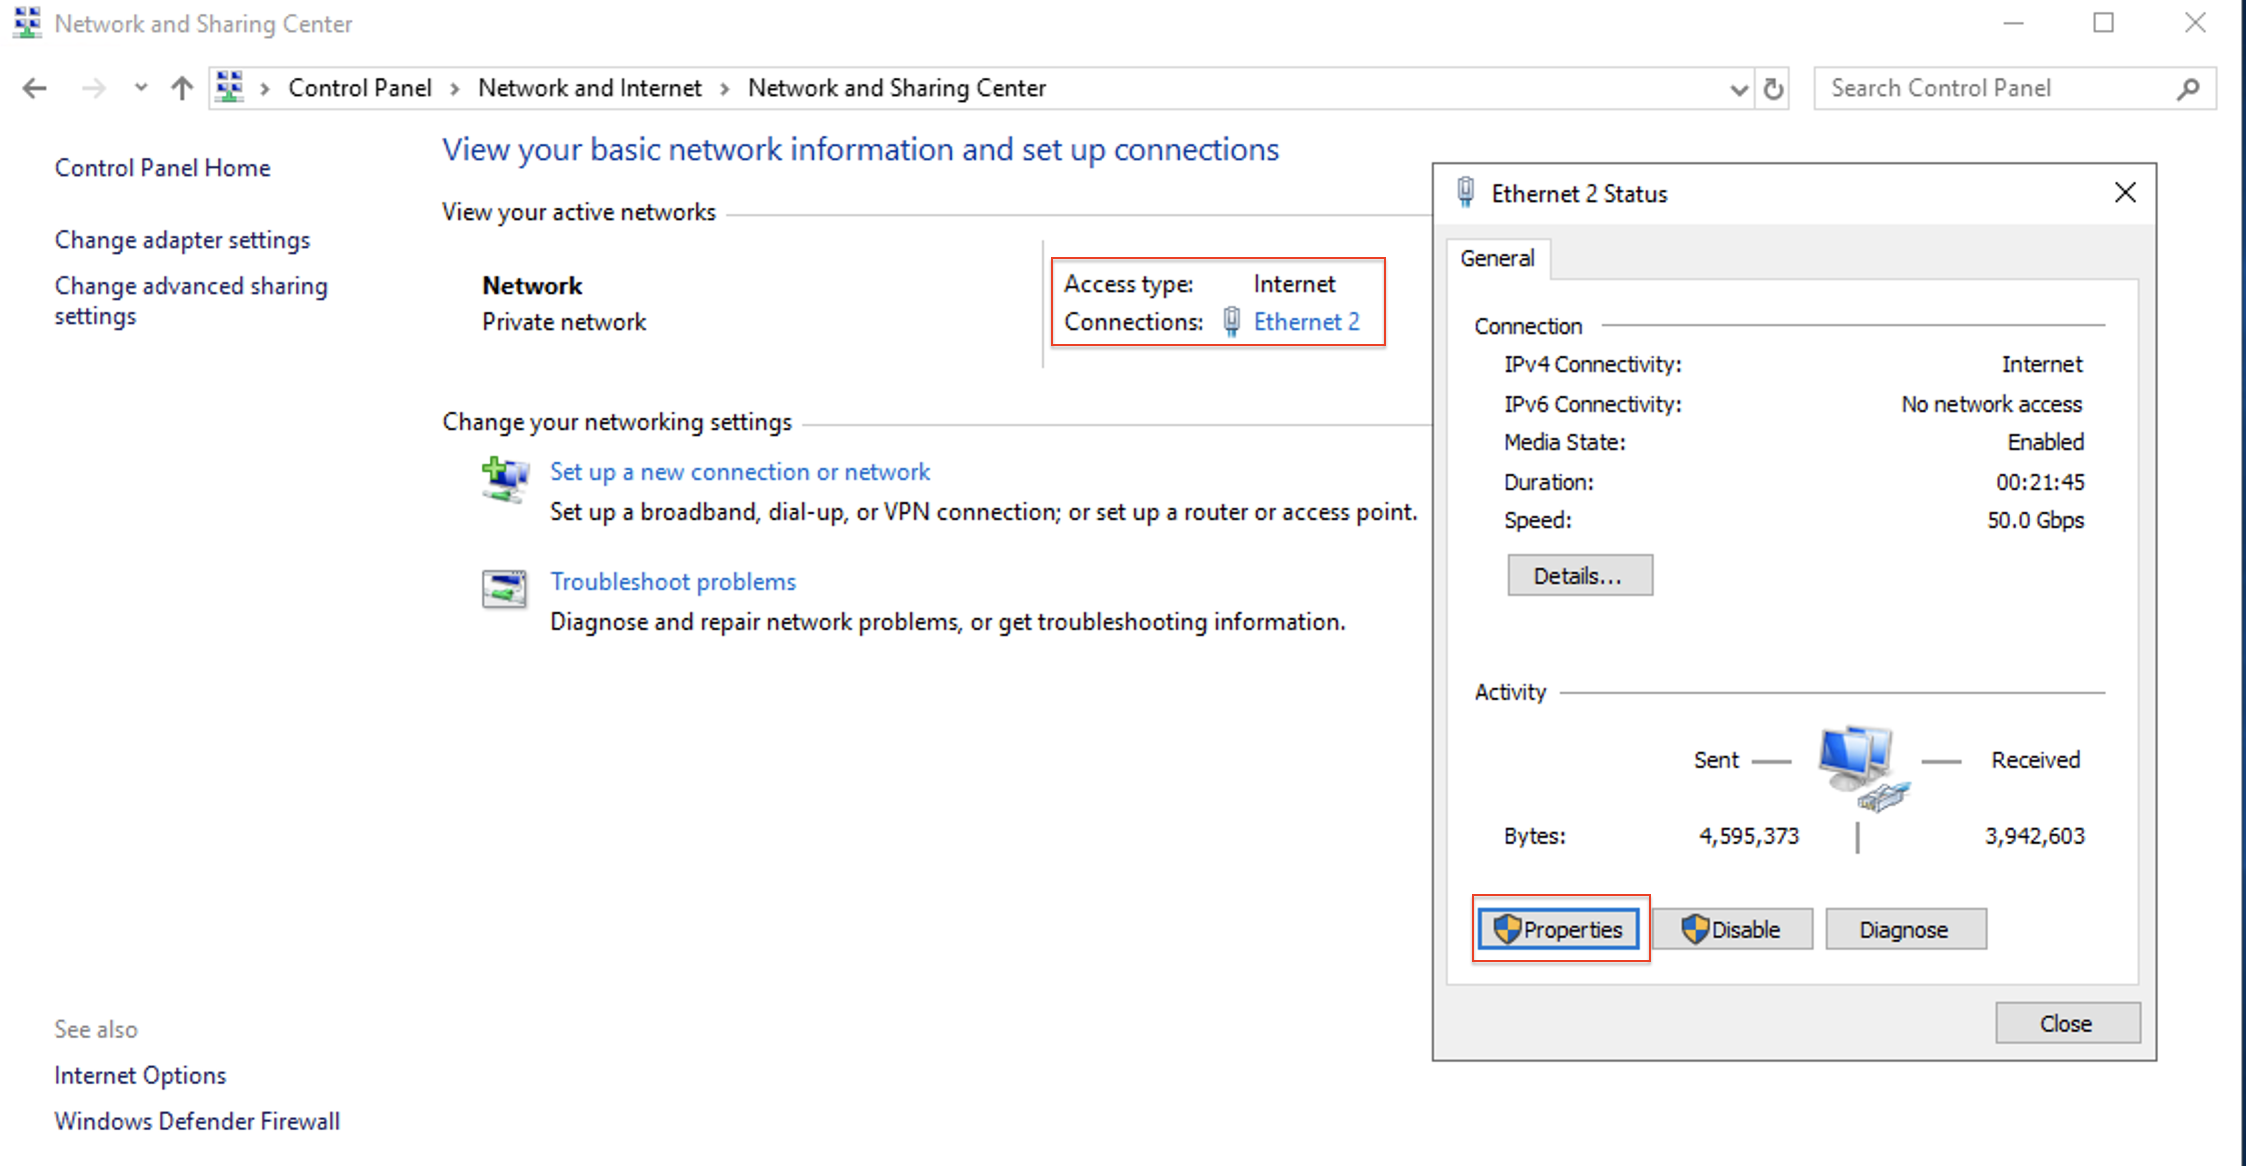 Network and Sharing Center
Control Panel > Network and Internet > Network and Sharing Center
Search Control Panel
Control Panel Home
Change adapter settings
Change advanced sharing
settings
See also
Internet Options
Windows Defender Firewall
View your basic network information and set up connections
View your active networks
Network
Private network
Access type: Internet
Connections: Ethernet 2
Change your networking settings
Set up a new connection or network
Set up a broadband, dial-up, or VPN connection; or set up a router or access point.
Troubleshoot problems
Diagnose and repair network problems, or get troubleshooting information.
Ethernet 2 Status
General
Connection
IPv4 Connectivity: Internet
IPv6 Connectivity: No network access
Media State: Enabled
Duration: 00:21:45
Speed: 50.0 Gbps
Details...
Activity
Sent Received
Bytes: 4,595,373 3,942,603
Properties Disable Diagnose
Close